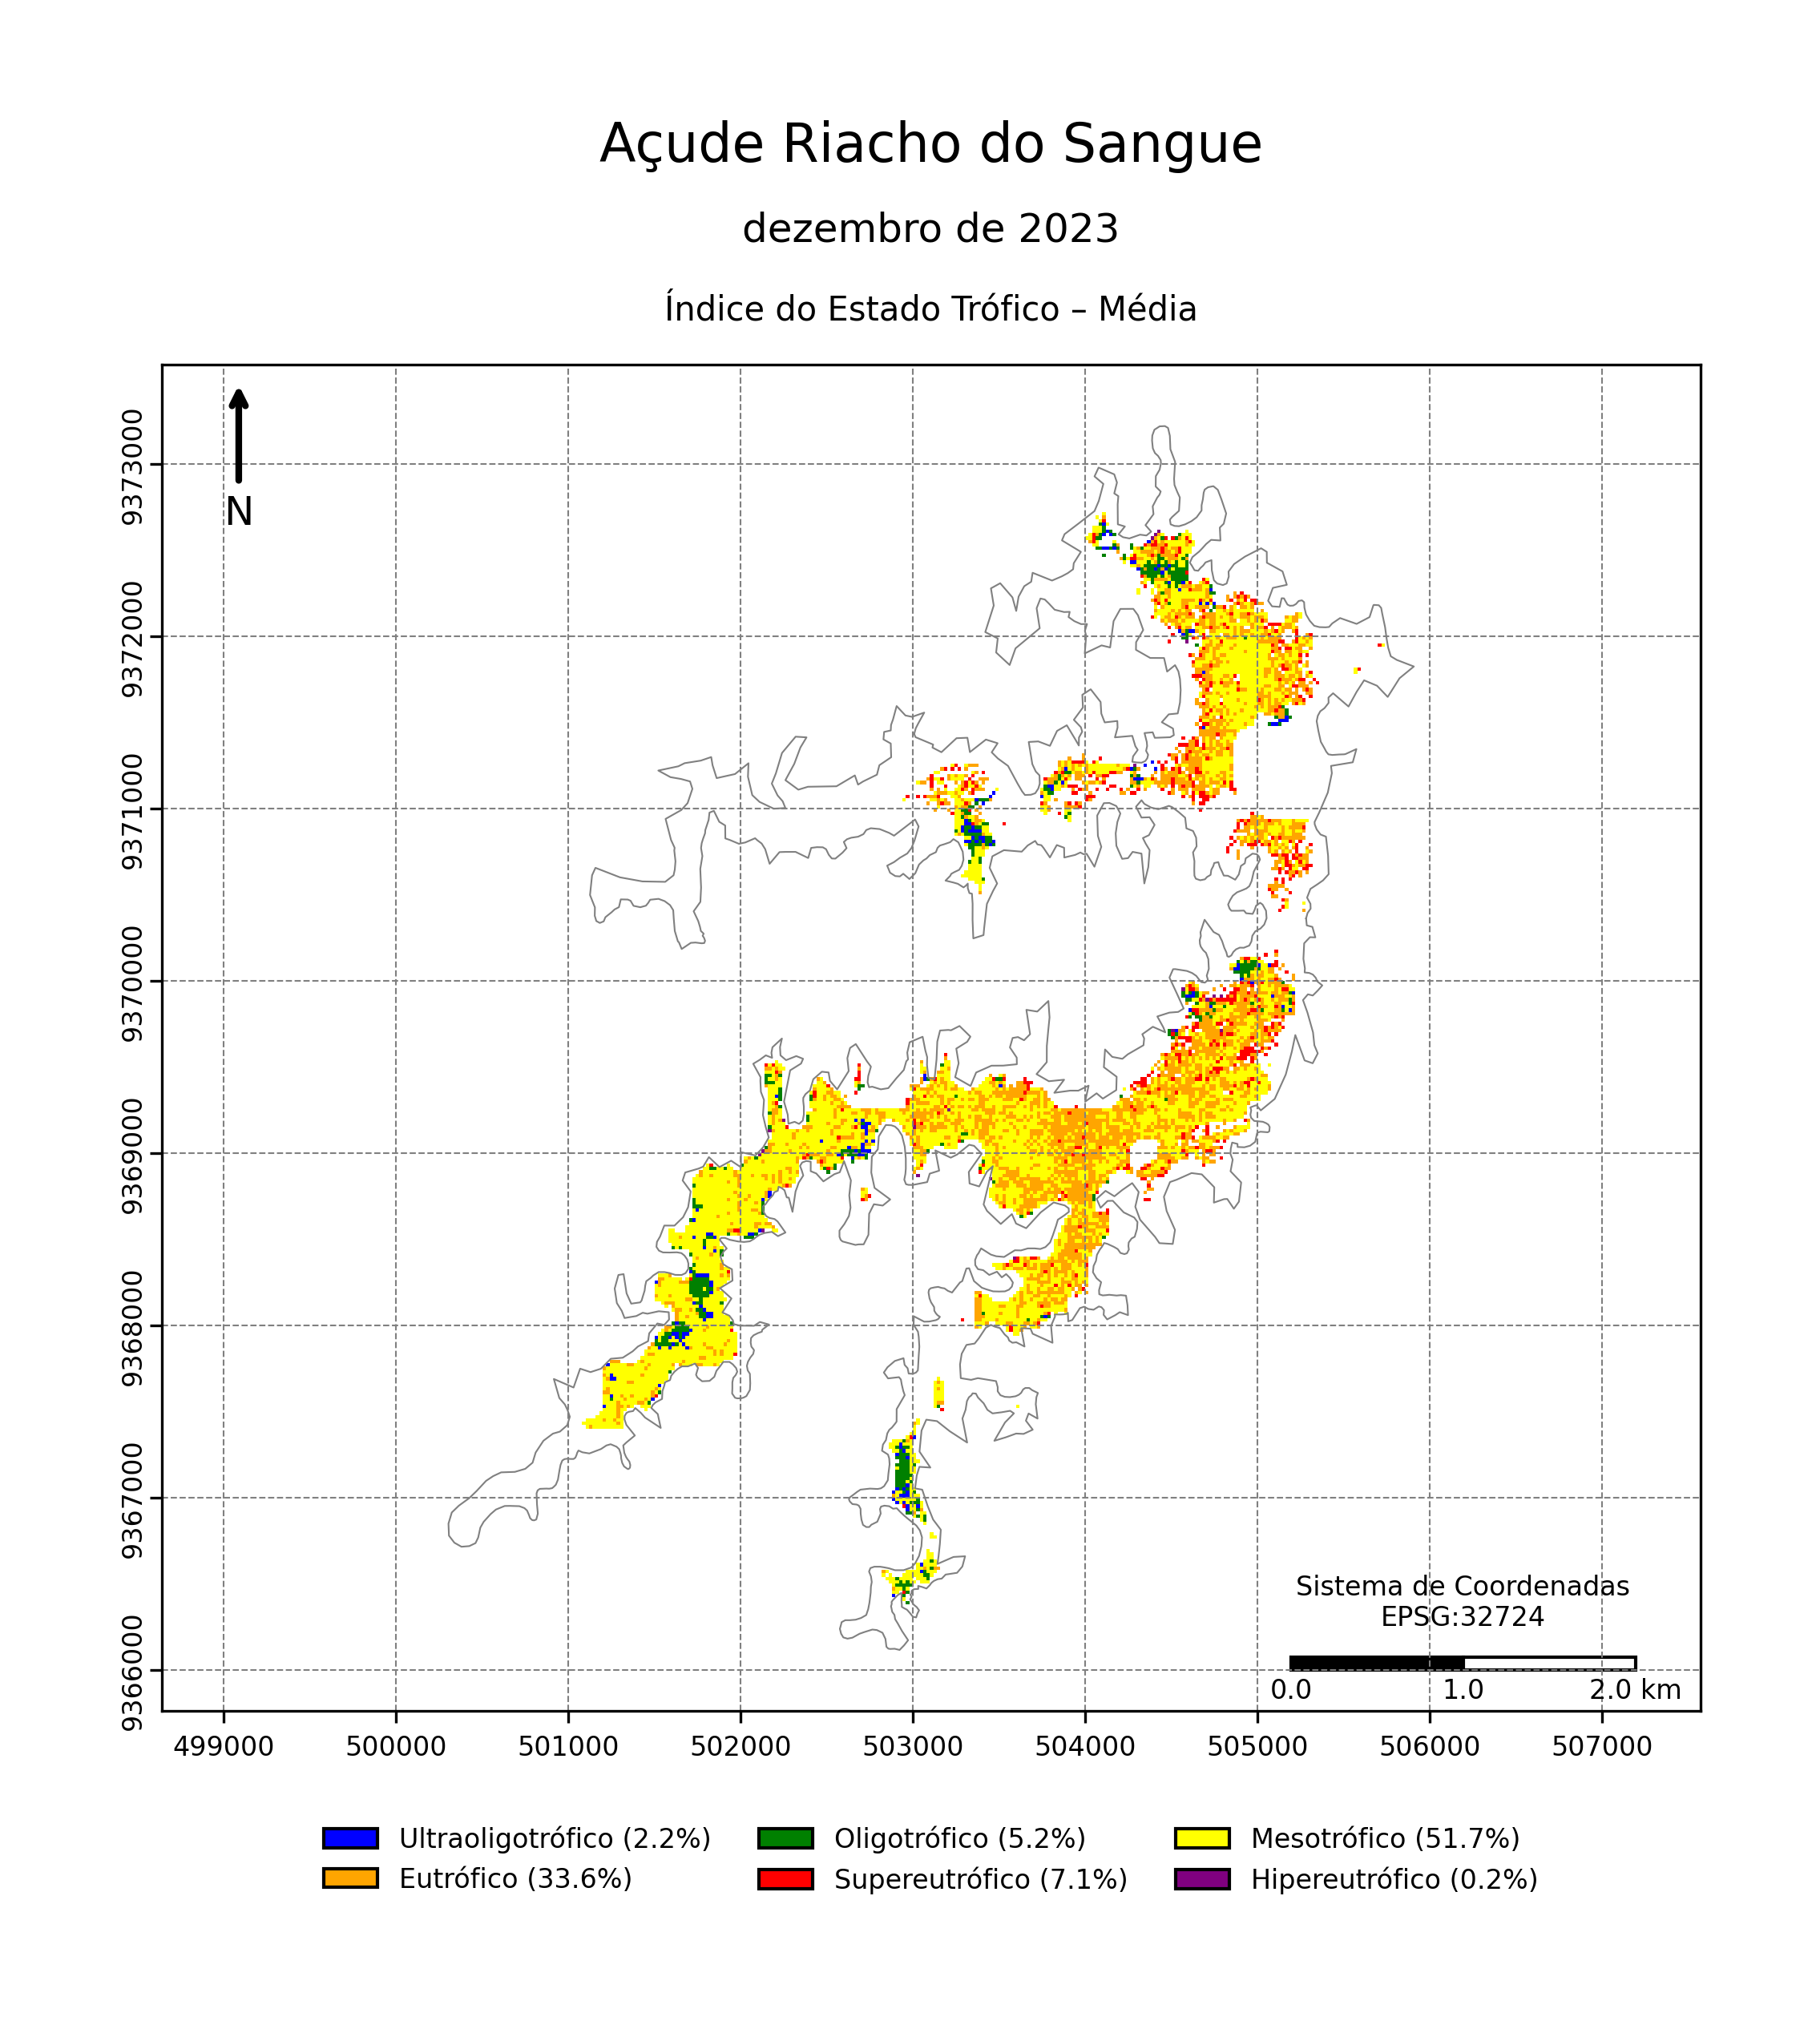 Açude Riacho do Sangue
dezembro de 2023
Índice do Estado Trófico – Média
N
9373000
9372000
9371000
9370000
9369000
9368000
9367000
9366000
Sistema de Coordenadas
EPSG:32724
0.0 1.0 2.0 km
499000 500000 501000 502000 503000 504000 505000 506000 507000
Ultraoligotrófico (2.2%) Oligotrófico (5.2%) Mesotrófico (51.7%)
Eutrófico (33.6%) Supereutrófico (7.1%) Hipereutrófico (0.2%)